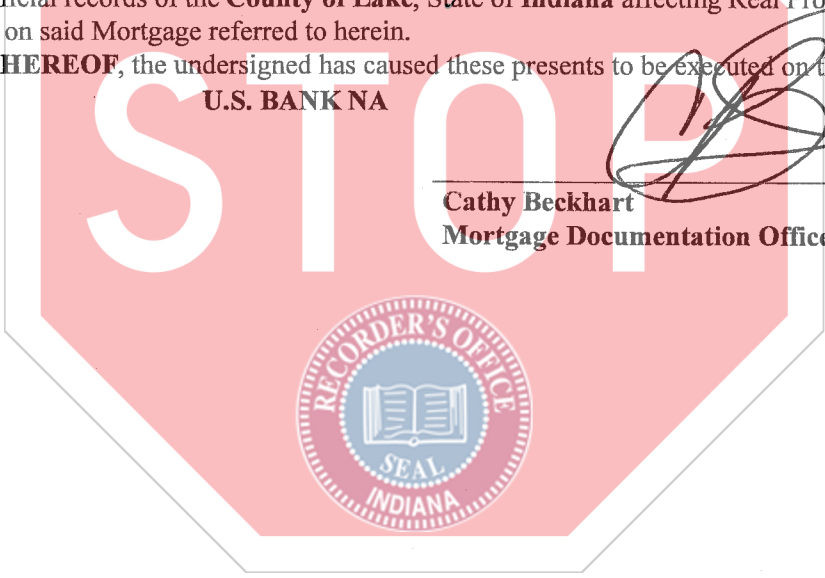 official records of the County of Lake, State of Indiana affecting Real Pro
on said Mortgage referred to herein.
HEREOF, the undersigned has caused these presents to be executed on t
U.S. BANK NA
STOP
Cathy Beckhart
Mortgage Documentation Office
RECORDER'S OFFICE
SEAL
INDIANA